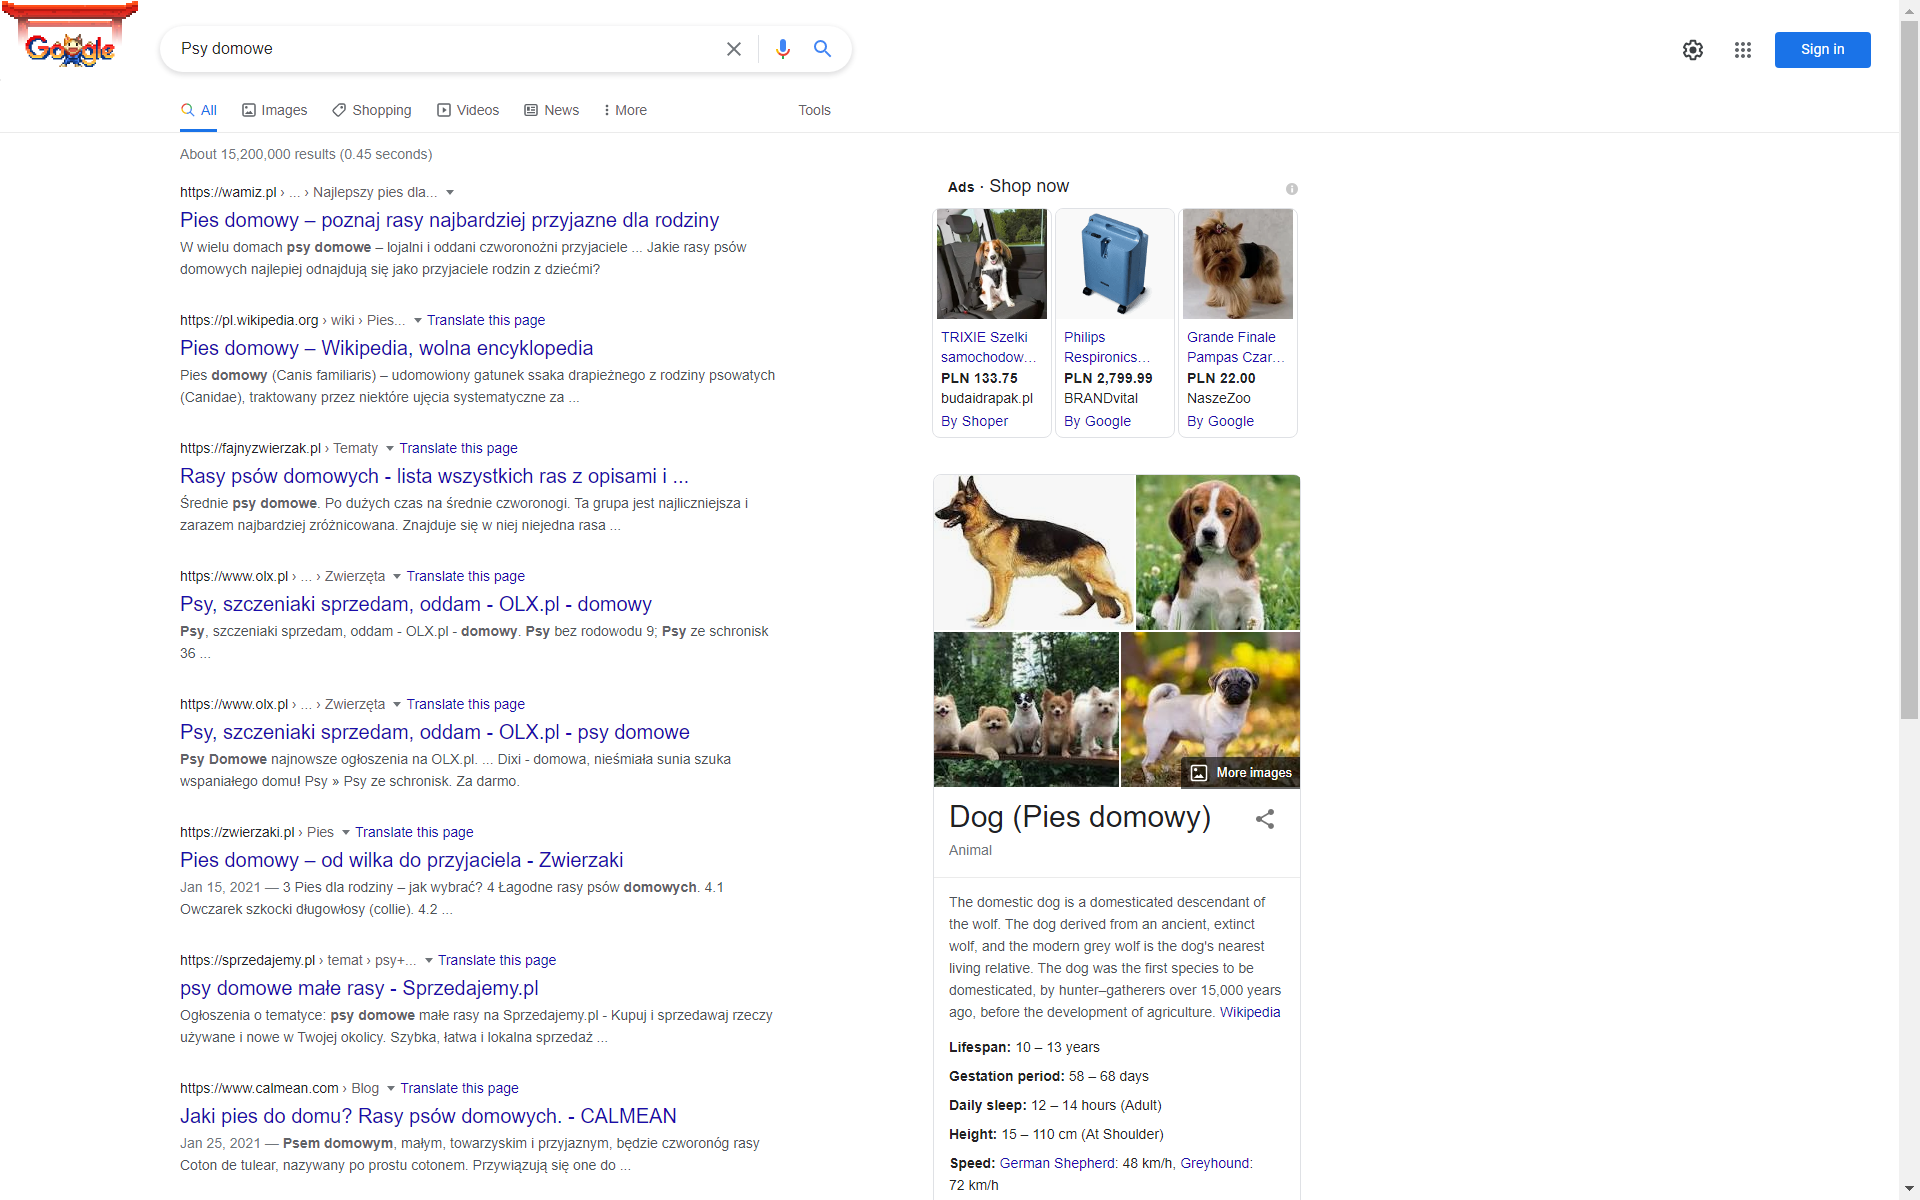 Google
Psy domowe
Sign in
All
Images
Shopping
Videos
News
More
Tools
About 15,200,000 results (0.45 seconds)
https://wamiz.pl › ... › Najlepszy pies dla...
Pies domowy – poznaj rasy najbardziej przyjazne dla rodziny
W wielu domach psy domowe – lojalni i oddani czworonożni przyjaciele ... Jakie rasy psów
domowych najlepiej odnajdują się jako przyjaciele rodzin z dziećmi?
https://pl.wikipedia.org › wiki › Pies... Translate this page
Pies domowy – Wikipedia, wolna encyklopedia
Pies domowy (Canis familiaris) – udomowiony gatunek ssaka drapieżnego z rodziny psowatych
(Canidae), traktowany przez niektóre ujęcia systematyczne za ...
https://fajnyzwierzak.pl › Tematy Translate this page
Rasy psów domowych - lista wszystkich ras z opisami i ...
Średnie psy domowe. Po dużych czas na średnie czworonogi. Ta grupa jest najliczniejsza i
zarazem najbardziej zróżnicowana. Znajduje się w niej niejedna rasa ...
https://www.olx.pl › ... › Zwierzęta Translate this page
Psy, szczeniaki sprzedam, oddam - OLX.pl - domowy
Psy, szczeniaki sprzedam, oddam - OLX.pl - domowy. Psy bez rodowodu 9; Psy ze schronisk
36 ...
https://www.olx.pl › ... › Zwierzęta Translate this page
Psy, szczeniaki sprzedam, oddam - OLX.pl - psy domowe
Psy Domowe najnowsze ogłoszenia na OLX.pl. ... Dixi - domowa, nieśmiała sunia szuka
wspaniałego domu! Psy » Psy ze schronisk. Za darmo.
https://zwierzaki.pl › Pies Translate this page
Pies domowy – od wilka do przyjaciela - Zwierzaki
Jan 15, 2021 — 3 Pies dla rodziny – jak wybrać? 4 Łagodne rasy psów domowych. 4.1
Owczarek szkocki długowłosy (collie). 4.2 ...
https://sprzedajemy.pl › temat › psy+... Translate this page
psy domowe małe rasy - Sprzedajemy.pl
Ogłoszenia o tematyce: psy domowe małe rasy na Sprzedajemy.pl - Kupuj i sprzedawaj rzeczy
używane i nowe w Twojej okolicy. Szybka, łatwa i lokalna sprzedaż ...
https://www.calmean.com › Blog Translate this page
Jaki pies do domu? Rasy psów domowych. - CALMEAN
Jan 25, 2021 — Psem domowym, małym, towarzyskim i przyjaznym, będzie czworonóg rasy
Coton de tulear, nazywany po prostu cotonem. Przywiązują się one do ...
Ads · Shop now
TRIXIE Szelki
samochodow...
PLN 133.75
budaidrapak.pl
By Shoper
Philips
Respironics...
PLN 2,799.99
BRANDvital
By Google
Grande Finale
Pampas Czar...
PLN 22.00
NaszeZoo
By Google
More images
Dog (Pies domowy)
Animal
The domestic dog is a domesticated descendant of
the wolf. The dog derived from an ancient, extinct
wolf, and the modern grey wolf is the dog's nearest
living relative. The dog was the first species to be
domesticated, by hunter–gatherers over 15,000 years
ago, before the development of agriculture. Wikipedia
Lifespan: 10 – 13 years
Gestation period: 58 – 68 days
Daily sleep: 12 – 14 hours (Adult)
Height: 15 – 110 cm (At Shoulder)
Speed: German Shepherd: 48 km/h, Greyhound:
72 km/h